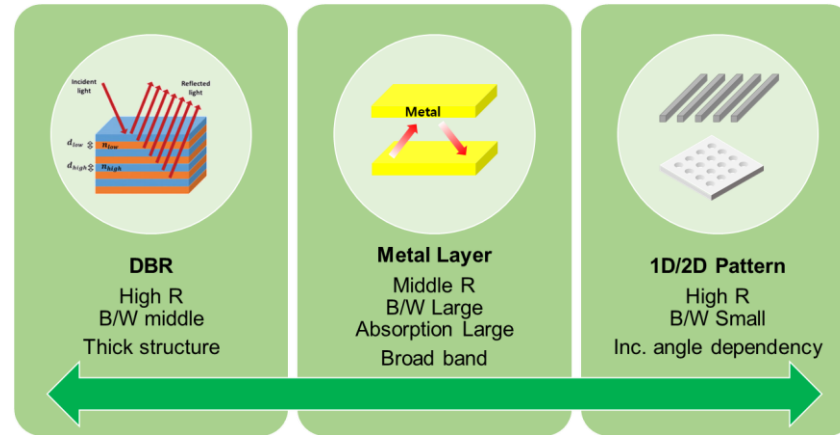 Incident
light
Reflected
light
d_low
n_low
d_high
n_high
DBR
High R
B/W middle
Thick structure
Metal
Metal Layer
Middle R
B/W Large
Absorption Large
Broad band
1D/2D Pattern
High R
B/W Small
Inc. angle dependency